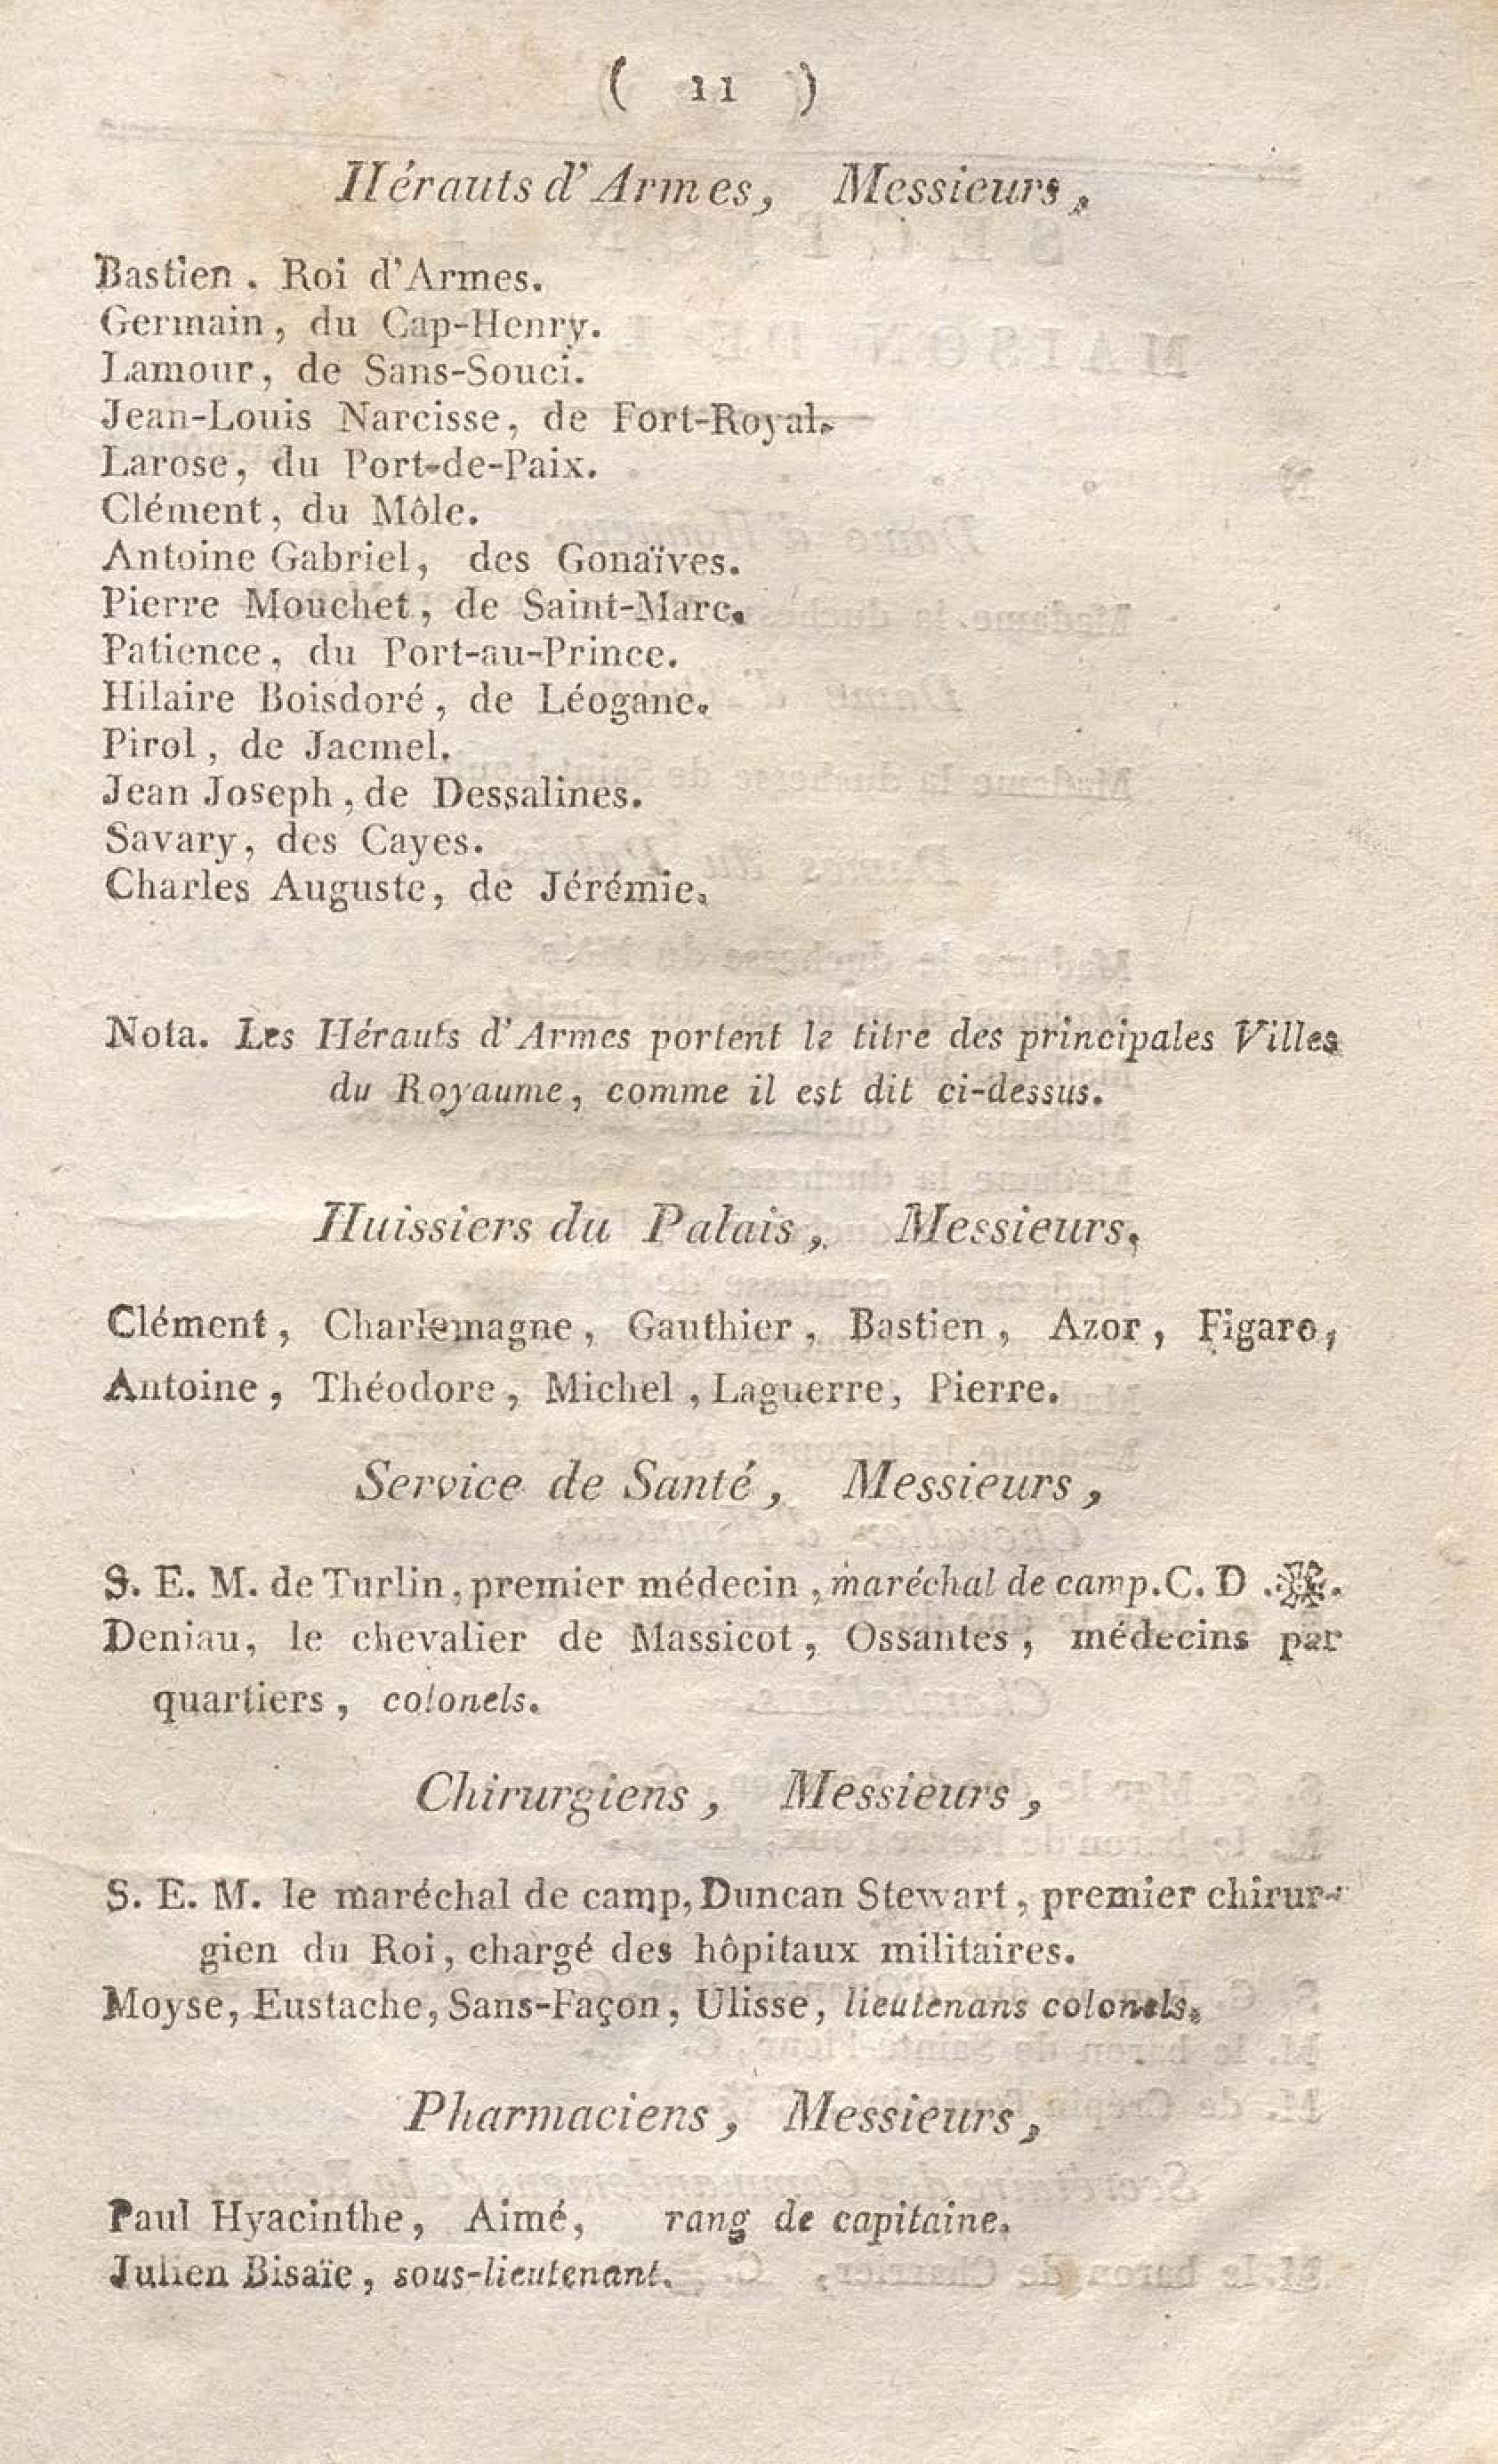 ( 11 )
Hérauts d'Armes, Messieurs,
Bastien, Roi d'Armes.
Germain, du Cap-Henry.
Lamour, de Sans-Souci.
Jean-Louis Narcisse, de Fort-Royal.
Larose, du Port-de-Paix.
Clément, du Môle.
Antoine Gabriel, des Gonaïves.
Pierre Mouchet, de Saint-Marc.
Patience, du Port-au-Prince.
Hilaire Boisdoré, de Léogane.
Pirol, de Jacmel.
Jean Joseph, de Dessalines.
Savary, des Cayes.
Charles Auguste, de Jérémie.
Nota. Les Hérauts d'Armes portent le titre des principales Villes
du Royaume, comme il est dit ci-dessus.
Huissiers du Palais, Messieurs,
Clément, Charlemagne, Gauthier, Bastien, Azor, Figaro,
Antoine, Théodore, Michel, Laguerre, Pierre.
Service de Santé, Messieurs,
S. E. M. de Turlin, premier médecin, maréchal de camp. C. D.
Deniau, le chevalier de Massicot, Ossantes, médecins par
quartiers, colonels.
Chirurgiens, Messieurs,
S. E. M. le maréchal de camp, Duncan Stewart, premier chirur-
gien du Roi, chargé des hôpitaux militaires.
Moyse, Eustache, Sans-Façon, Ulisse, lieutenans colonels.
Pharmaciens, Messieurs,
Paul Hyacinthe, Aimé, rang de capitaine.
Julien Bisaïe, sous-lieutenant.